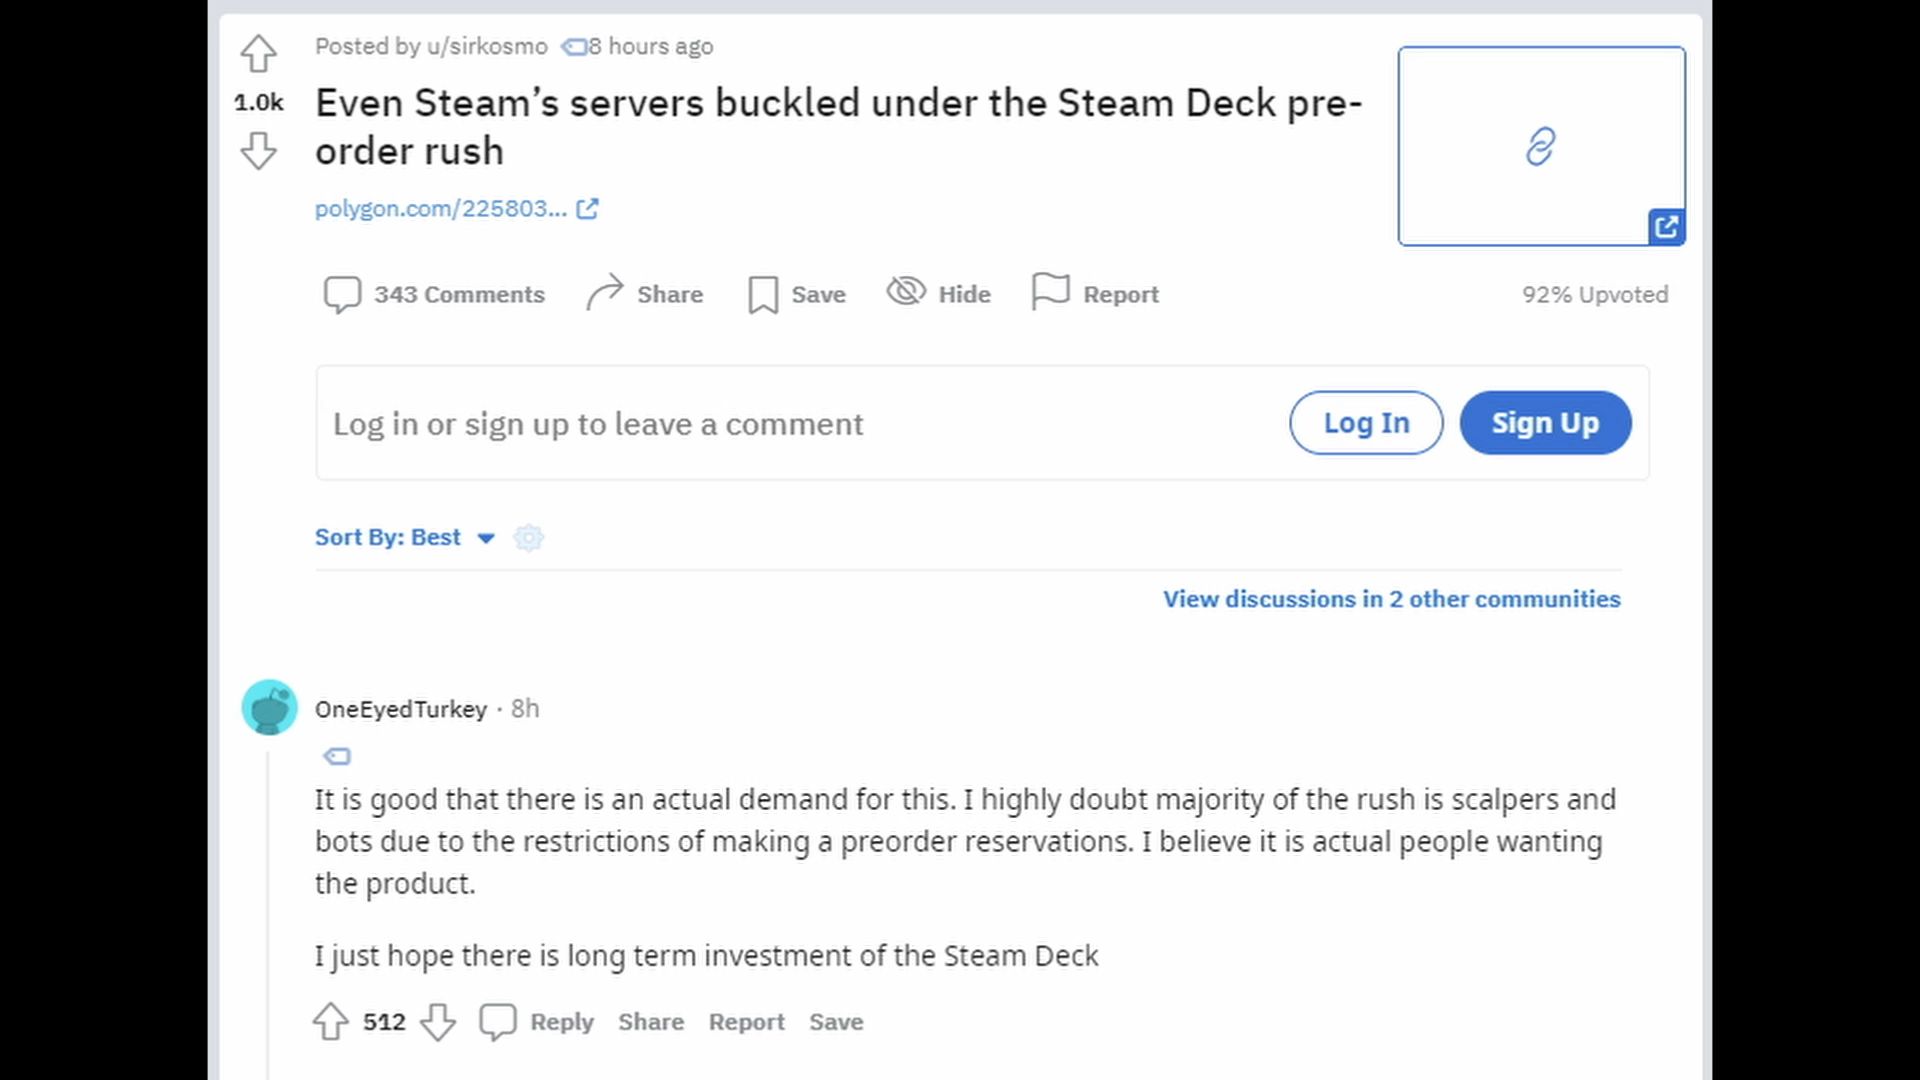 Posted by u/sirkosmo 8 hours ago
1.0k
Even Steam’s servers buckled under the Steam Deck pre-
order rush
polygon.com/225803...
343 Comments Share Save Hide Report 92% Upvoted
Log in or sign up to leave a comment Log In Sign Up
Sort By: Best
View discussions in 2 other communities
OneEyedTurkey · 8h
It is good that there is an actual demand for this. I highly doubt majority of the rush is scalpers and
bots due to the restrictions of making a preorder reservations. I believe it is actual people wanting
the product.
I just hope there is long term investment of the Steam Deck
512 Reply Share Report Save